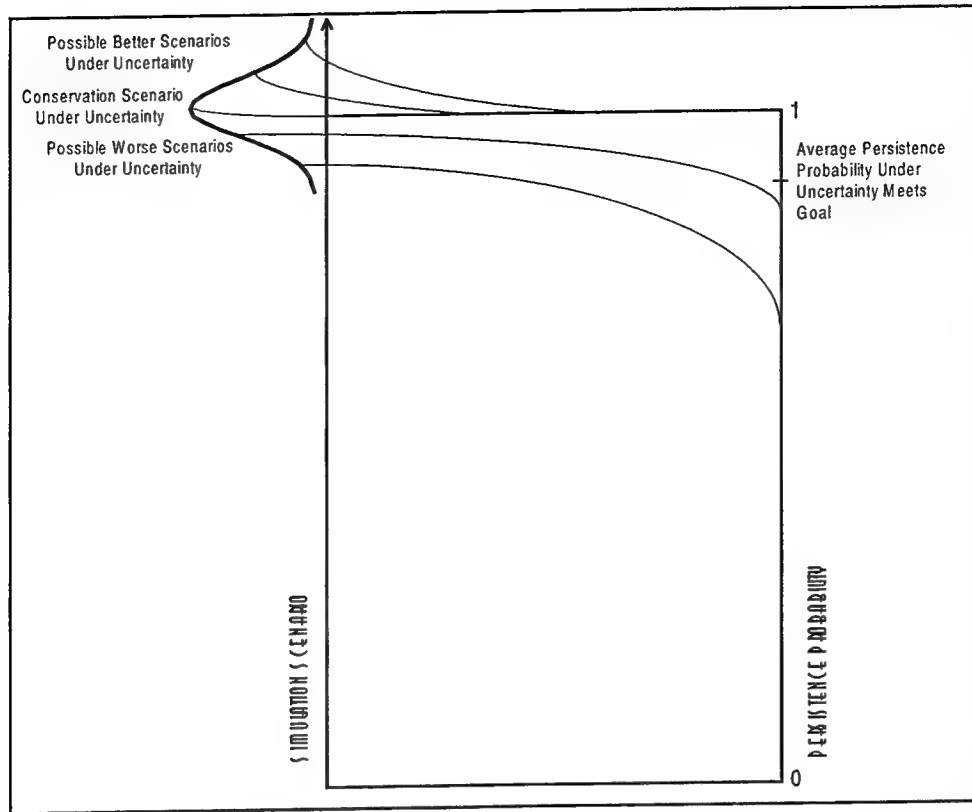 Possible Better Scenarios
Under Uncertainty
Conservation Scenario
Under Uncertainty
Possible Worse Scenarios
Under Uncertainty
1
Average Persistence
Probability Under
Uncertainty Meets
Goal
SIMULATION SCENARIO
PERSISTENCE PROBABILITY
0